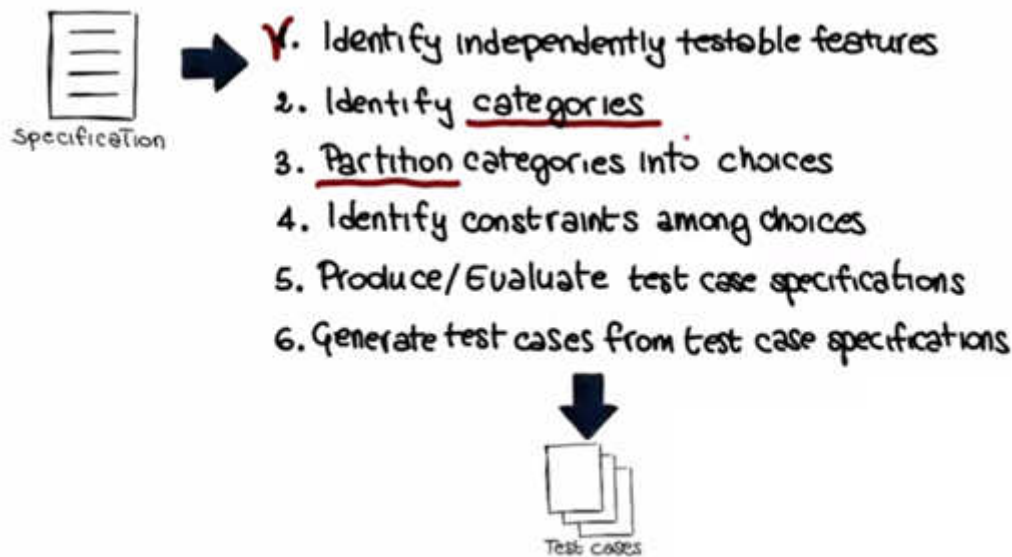 Specification
1. Identify independently testable features
2. Identify categories
3. Partition categories into choices
4. Identify constraints among choices
5. Produce/Evaluate test case specifications
6. Generate test cases from test case specifications
Test cases